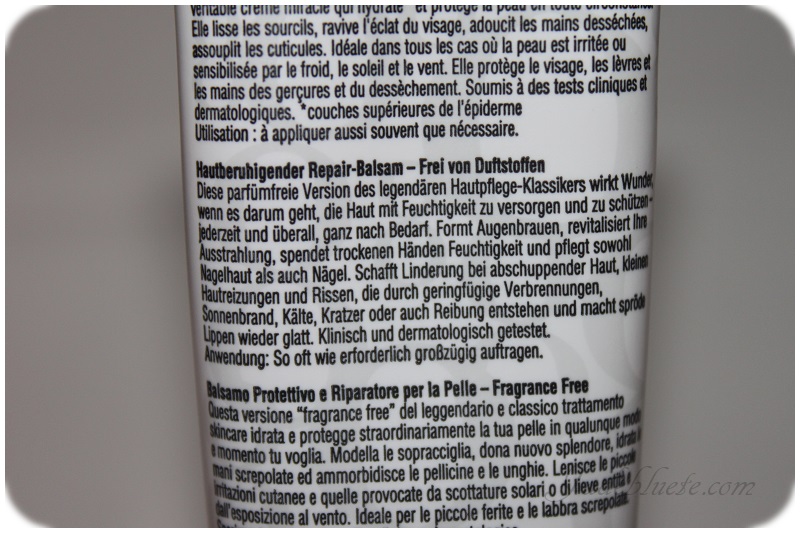 véritable crème miracle qui hydrate* et protège la peau en toute
Elle lisse les sourcils, ravive l'éclat du visage, adoucit les mains desséchées,
assouplit les cuticules. Idéale dans tous les cas où la peau est irritée ou
sensibilisée par le froid, le soleil et le vent. Elle protège le visage, les lèvres et
les mains des gerçures et du dessèchement. Soumis à des tests cliniques et
dermatologiques. *couches supérieures de l'épiderme
Utilisation : à appliquer aussi souvent que nécessaire.
Hautberuhigender Repair-Balsam – Frei von Duftstoffen
Diese parfümfreie Version des legendären Hautpflege-Klassikers wirkt Wunder,
wenn es darum geht, die Haut mit Feuchtigkeit zu versorgen und zu schützen–
jederzeit und überall, ganz nach Bedarf. Formt Augenbrauen, revitalisiert Ihre
Ausstrahlung, spendet trockenen Händen Feuchtigkeit und pflegt sowohl
Nagelhaut als auch Nägel. Schafft Linderung bei abschuppender Haut, kleinen
Hautreizungen und Rissen, die durch geringfügige Verbrennungen,
Sonnenbrand, Kälte, Kratzer oder auch Reibung entstehen und macht spröde
Lippen wieder glatt. Klinisch und dermatologisch getestet.
Anwendung: So oft wie erforderlich großzügig auftragen.
Balsamo Protettivo e Riparatore per la Pelle – Fragrance Free
Questa versione "fragrance free" del leggendario e classico trattamento
skincare idrata e protegge straordinariamente la tua pelle in qualunque modo
e momento tu voglia. Modella le sopracciglia, dona nuovo splendore, idrata le
mani screpolate ed ammorbidisce le pellicine e le unghie. Lenisce le piccole
irritazioni cutanee e quelle provocate da scottature solari o di lieve entità e
dall'esposizione al vento. Ideale per le piccole ferite e le labbra screpolate.